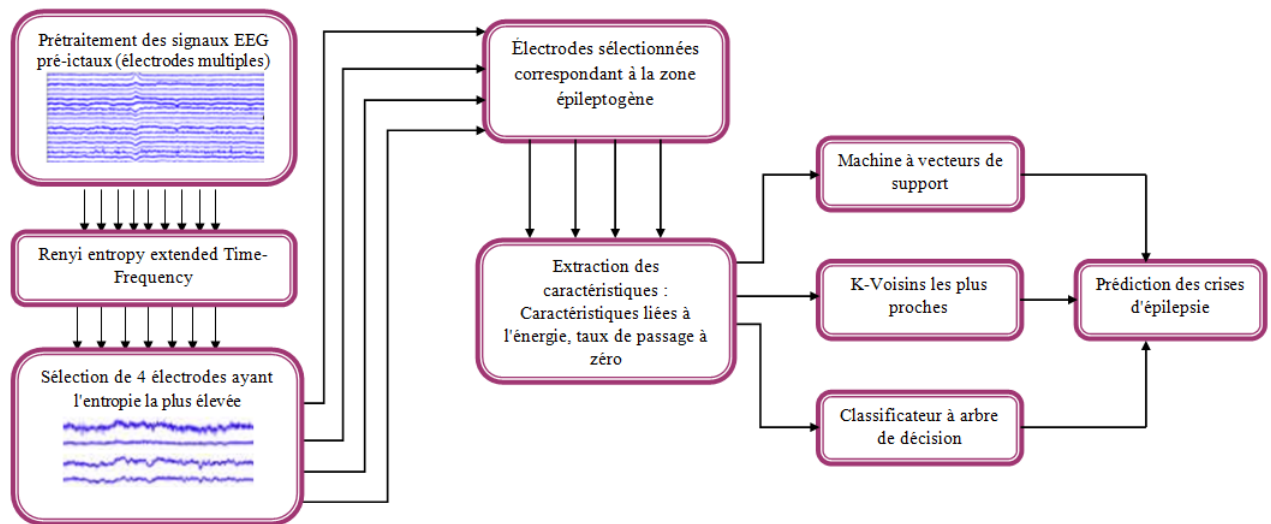 Prétraitement des signaux EEG
pré-ictaux (électrodes multiples)
Renyi entropy extended Time-
Frequency
Sélection de 4 électrodes ayant
l'entropie la plus élevée
Électrodes sélectionnées
correspondant à la zone
épileptogène
Extraction des
caractéristiques :
Caractéristiques liées à
l'énergie, taux de passage à
zéro
Machine à vecteurs de
support
K-Voisins les plus
proches
Classificateur à arbre
de décision
Prédiction des crises
d'épilepsie